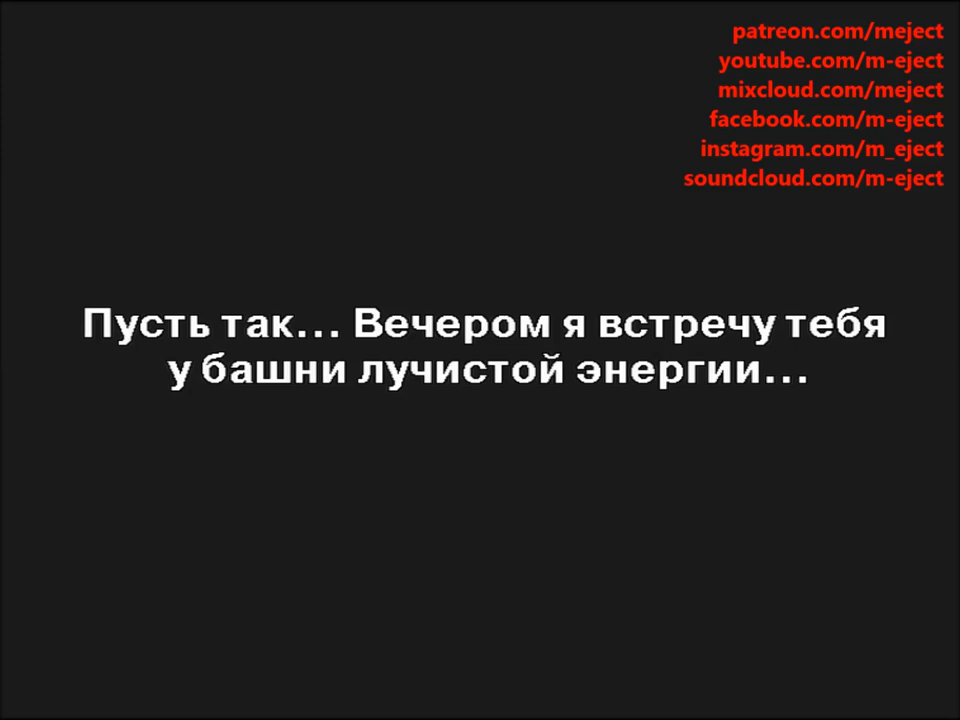 patreon.com/meject
youtube.com/m-eject
mixcloud.com/meject
facebook.com/m-eject
instagram.com/m_eject
soundcloud.com/m-eject
Пусть так... Вечером я встречу тебя
у башни лучистой энергии...